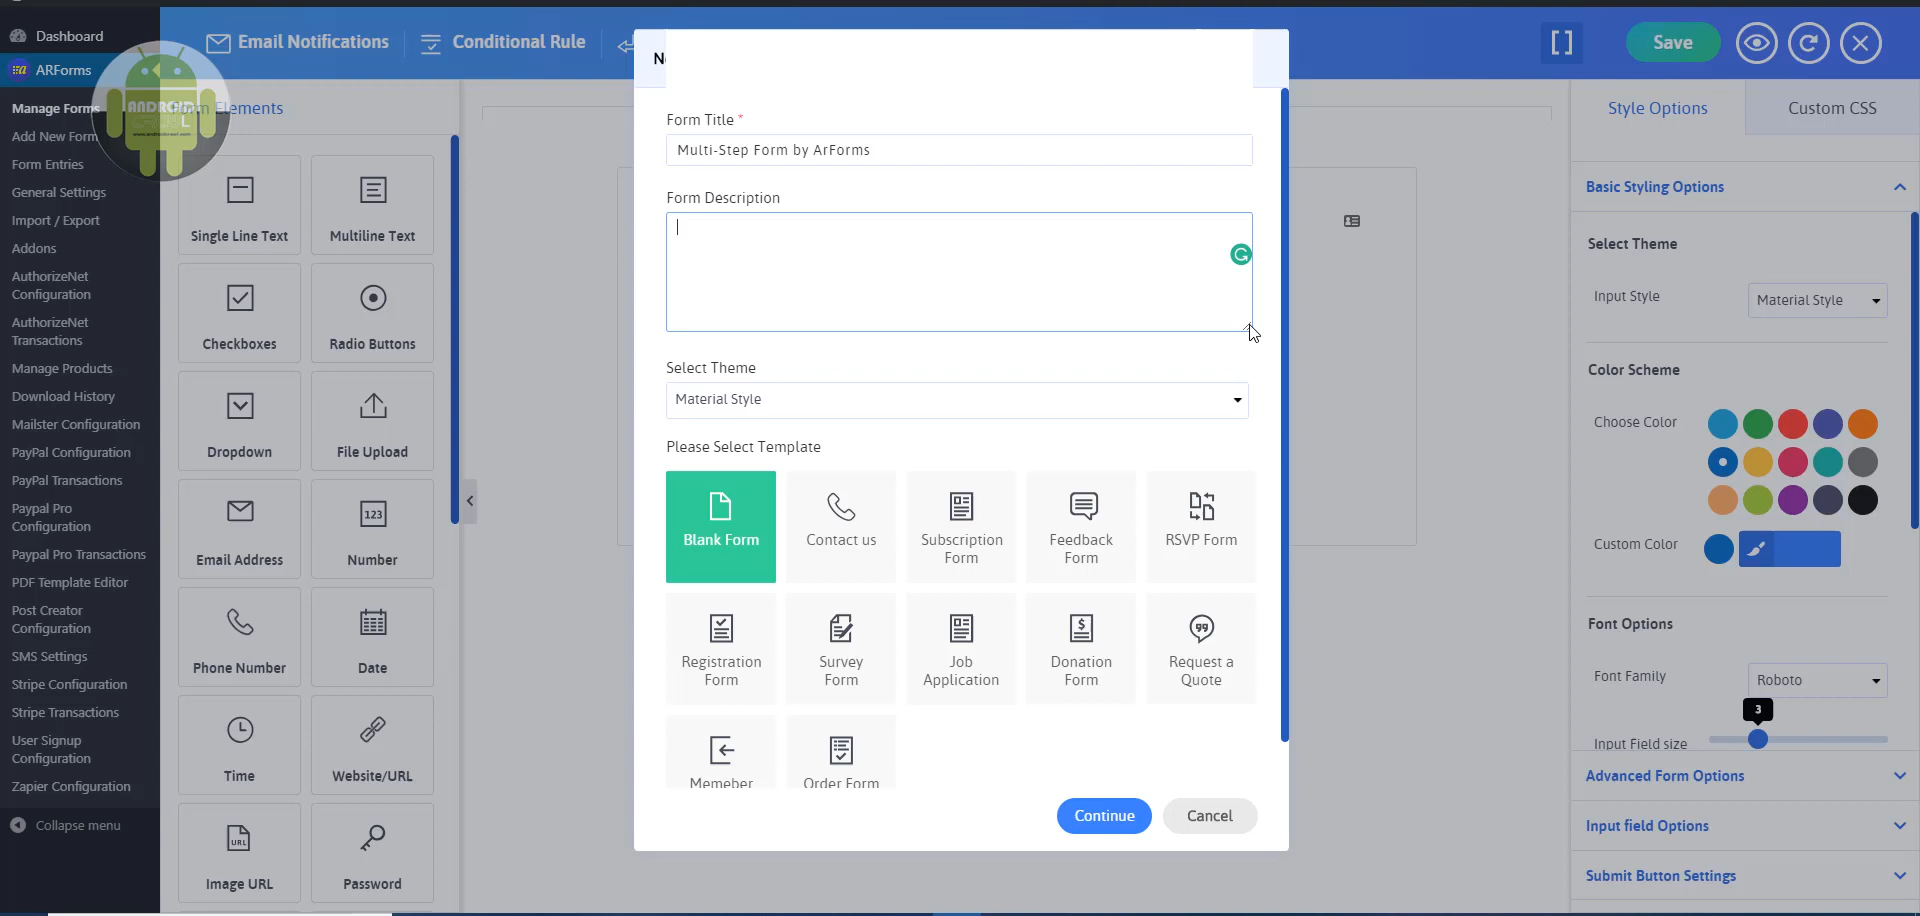 Dashboard
ARForms
Manage Forms
Add New Form
Form Entries
General Settings
Import / Export
Addons
AuthorizeNet
Configuration
AuthorizeNet
Transactions
Manage Products
Download History
Mailster Configuration
PayPal Configuration
PayPal Transactions
Paypal Pro
Configuration
Paypal Pro Transactions
PDF Template Editor
Post Creator
Configuration
SMS Settings
Stripe Configuration
Stripe Transactions
User Signup
Configuration
Zapier Configuration
Collapse menu
Email Notifications
Conditional Rule
Save
Form Elements
Single Line Text
Multiline Text
Checkboxes
Radio Buttons
Dropdown
File Upload
Email Address
123
Number
Phone Number
Date
Time
Website/URL
URL
Image URL
Password
Form Title *
Multi-Step Form by ArForms
Form Description
Select Theme
Material Style
Please Select Template
Blank Form
Contact us
Subscription
Form
Feedback
Form
RSVP Form
Registration
Form
Survey
Form
Job
Application
Donation
Form
Request a
Quote
Memeber
Order Form
Continue
Cancel
Style Options
Custom CSS
Basic Styling Options
Select Theme
Input Style
Material Style
Color Scheme
Choose Color
Custom Color
Font Options
Font Family
Roboto
3
Input Field size
Advanced Form Options
Input field Options
Submit Button Settings